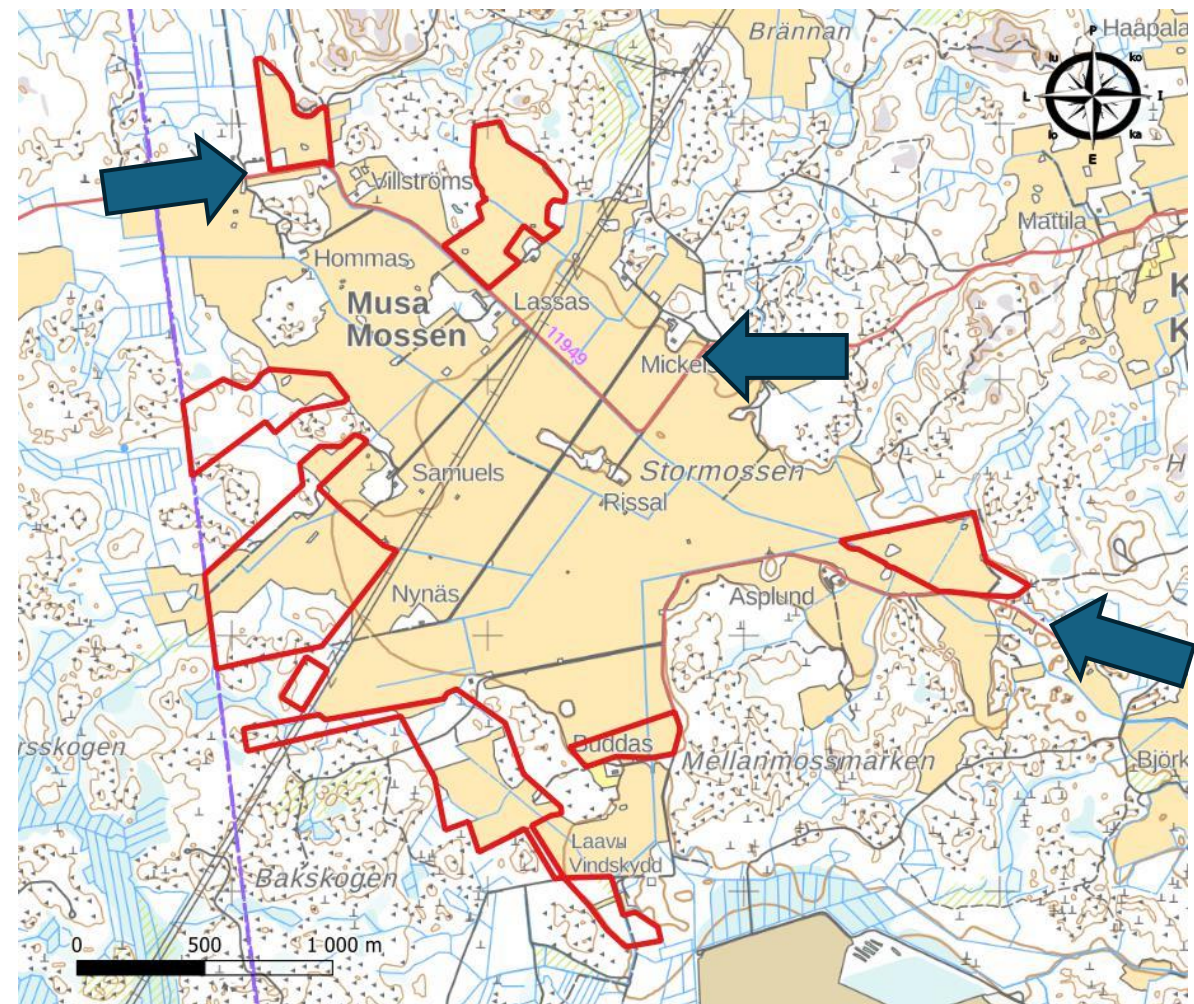 Brännan
Haapala
P
lu
ko
L
I
lo
ka
E
Villströms
Mattila
Hommas
Musa
Mossen
Lassas
11949
K
K
Mickels
25
Samuels
Stormossen
Rissal
H
Nynäs
Asplund
rsskogen
Buddas
Mellanmossmarken
Björk
Laavu
Vindskydd
Bakskogen
0 500 1 000 m